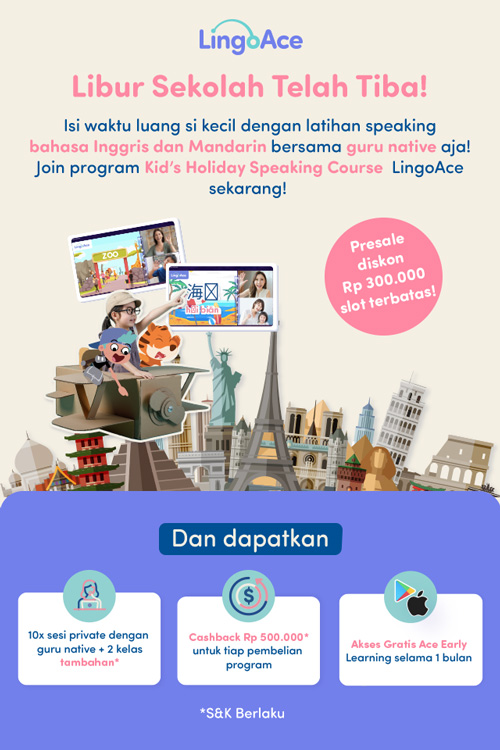 LingoAce
Libur Sekolah Telah Tiba!
Isi waktu luang si kecil dengan latihan speaking
bahasa Inggris dan Mandarin bersama guru native aja!
Join program Kid's Holiday Speaking Course LingoAce
sekarang!
Presale
diskon
Rp 300.000
slot terbatas!
ZOO
LingoAce
hǎi biān
Dan dapatkan
10x sesi private dengan
guru native + 2 kelas
tambahan*
Cashback Rp 500.000*
untuk tiap pembelian
program
Akses Gratis Ace Early
Learning selama 1 bulan
*S&K Berlaku